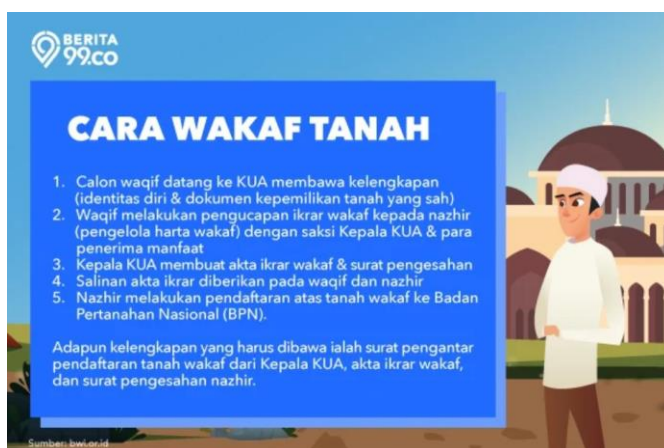 BERITA
99.co
CARA WAKAF TANAH
1. Calon waqif datang ke KUA membawa kelengkapan
(identitas diri & dokumen kepemilikan tanah yang sah)
2. Waqif melakukan pengucapan ikrar wakaf kepada nazhir
(pengelola harta wakaf) dengan saksi Kepala KUA & para
penerima manfaat
3. Kepala KUA membuat akta ikrar wakaf & surat pengesahan
4. Salinan akta ikrar diberikan pada waqif dan nazhir
5. Nazhir melakukan pendaftaran atas tanah wakaf ke Badan
Pertanahan Nasional (BPN).
Adapun kelengkapan yang harus dibawa ialah surat pengantar
pendaftaran tanah wakaf dari Kepala KUA, akta ikrar wakaf,
dan surat pengesahan nazhir.
Sumber: bwi.or.id